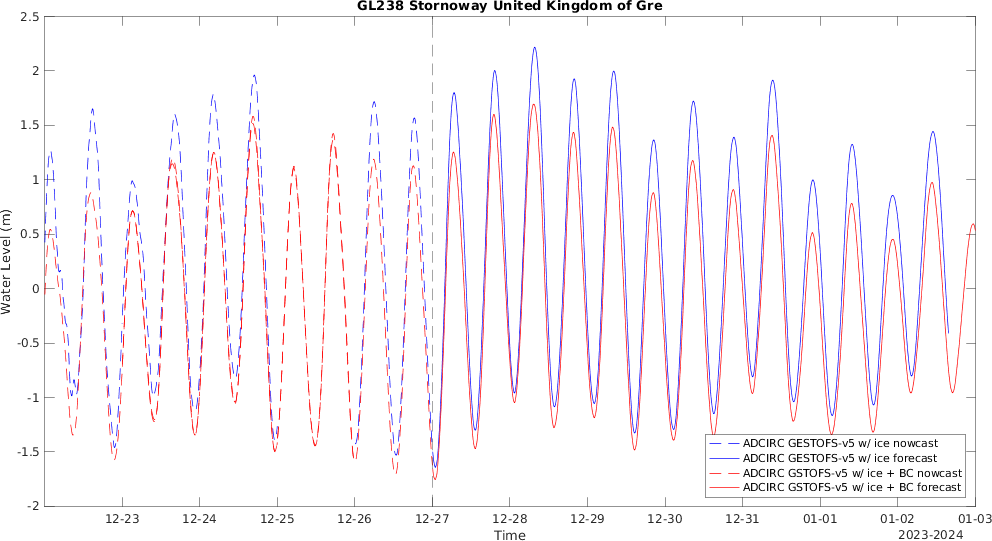 GL238 Stornoway United Kingdom of Gre
2.5
2
1.5
1
0.5
0
-0.5
-1
-1.5
-2
Water Level (m)
ADCIRC GESTOFS-v5 w/ ice nowcast
ADCIRC GESTOFS-v5 w/ ice forecast
ADCIRC GSTOFS-v5 w/ ice + BC nowcast
ADCIRC GSTOFS-v5 w/ ice + BC forecast
12-23 12-24 12-25 12-26 12-27 12-28 12-29 12-30 12-31 01-01 01-02 01-03
Time
2023-2024